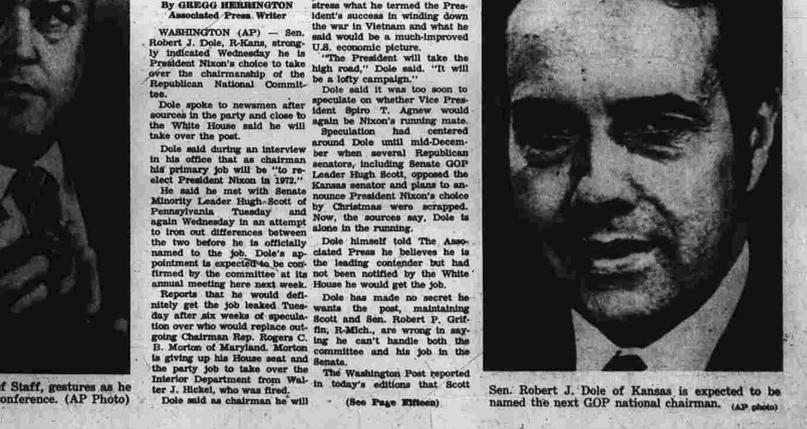 By GREGG HERRINGTON
Associated Press Writer
WASHINGTON (AP) — Sen.
Robert J. Dole, R-Kans, strong-
ly indicated Wednesday he is
President Nixon's choice to take
over the chairmanship of the
Republican National Commit-
tee.
Dole spoke to newsmen after
sources in the party and close to
the White House said he will
take over the post.
Dole said during an interview
in his office that as chairman
his primary job will be "to re-
elect President Nixon in 1972."
He said he met with Senate
Minority Leader Hugh Scott of
Pennsylvania Tuesday and
again Wednesday in an attempt
to iron out differences between
the two before he is officially
named to the job. Dole's ap-
pointment is expected to be con-
firmed by the committee at its
annual meeting here next week.
Reports that he would defi-
nitely get the job leaked Tues-
day after six weeks of specula-
tion over who would replace out-
going Chairman Rep. Rogers C.
B. Morton of Maryland. Morton
is giving up his House seat and
the party job to take over the
Interior Department from Wal-
ter J. Hickel, who was fired.
Dole said as chairman he will
stress what he termed the Pres-
ident's success in winding down
the war in Vietnam and what he
said would be a much-improved
U.S. economic picture.
"The President will take the
high road," Dole said. "It will
be a lofty campaign."
Dole said it was too soon to
speculate on whether Vice Pres-
ident Spiro T. Agnew would
again be Nixon's running mate.
Speculation had centered
around Dole until mid-Decem-
ber when several Republican
senators, including Senate GOP
Leader Hugh Scott, opposed the
Kansas senator and plans to an-
nounce President Nixon's choice
by Christmas were scrapped.
Now, the sources say, Dole is
alone in the running.
Dole himself told The Asso-
ciated Press he believes he is
the leading contender but had
not been notified by the White
House he would get the job.
Dole has made no secret he
wants the post, maintaining
Scott and Sen. Robert P. Grif-
fin, R-Mich., are wrong in say-
ing he can't handle both the
committee and his job in the
Senate.
The Washington Post reported
in today's editions that Scott
(See Page Fifteen)
f Staff, gestures as he
onference. (AP Photo)
Sen. Robert J. Dole of Kansas is expected to be
named the next GOP national chairman. (AP photo)